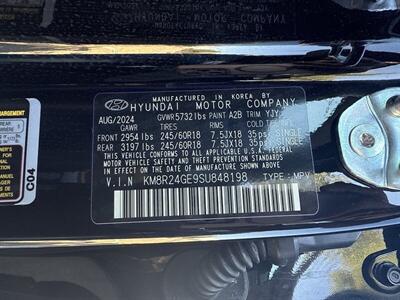 MANUFACTURED IN KOREA
HYUNDAI MOTOR COMPANY
AUG/2024 GVWR 5732 lbs PAINT A2B TRIM YJY
GAWR TIRES RIMS COLD TIRE
FRONT 2954 lbs 245/60R18 7.5JX18 35psi SINGLE
REAR 3197 lbs 245/60R18 7.5JX18 35psi SINGLE
THIS VEHICLE CONFORMS TO ALL APPLICABLE U.S. FEDERAL
MOTOR VEHICLE SAFETY AND THEFT PREVENTION STANDARDS
IN EFFECT ON THE DATE OF MANUFACTURE SHOWN ABOVE
V.I.N KM8R24GE9SU848198 TYPE: MPV
C04